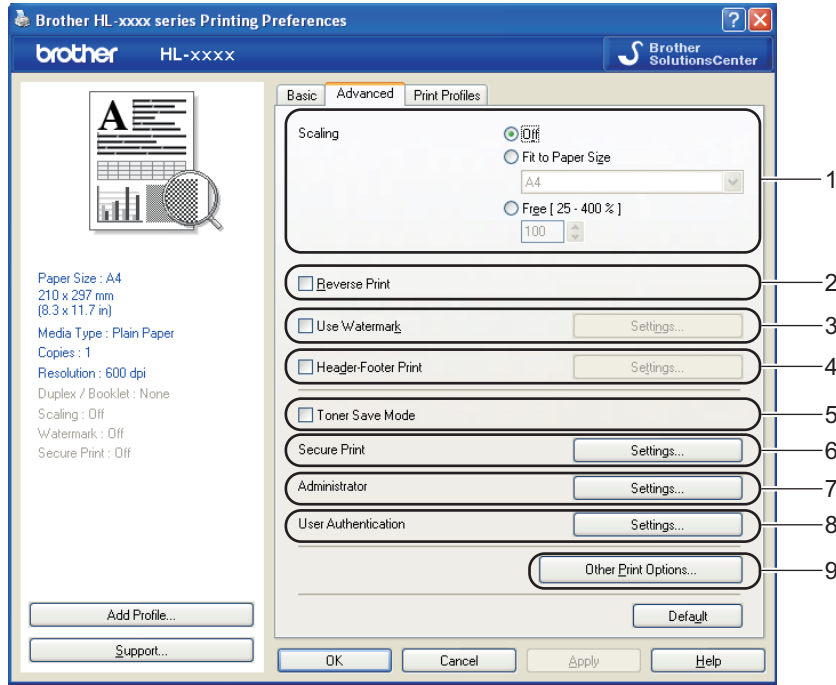 Brother HL-xxxx series Printing Preferences
brother HL-xxxx
Brother
SolutionsCenter
Basic Advanced Print Profiles
A
Scaling
Off
Fit to Paper Size
A4
Free [ 25 - 400 % ]
100
1
Reverse Print
2
Use Watermark Settings...
3
Header-Footer Print Settings...
4
Toner Save Mode
5
Secure Print Settings...
6
Administrator Settings...
7
User Authentication Settings...
8
Other Print Options...
9
Default
Paper Size : A4
210 x 297 mm
(8.3 x 11.7 in)
Media Type : Plain Paper
Copies : 1
Resolution : 600 dpi
Duplex / Booklet : None
Scaling : Off
Watermark : Off
Secure Print : Off
Add Profile...
Support...
OK Cancel Apply Help